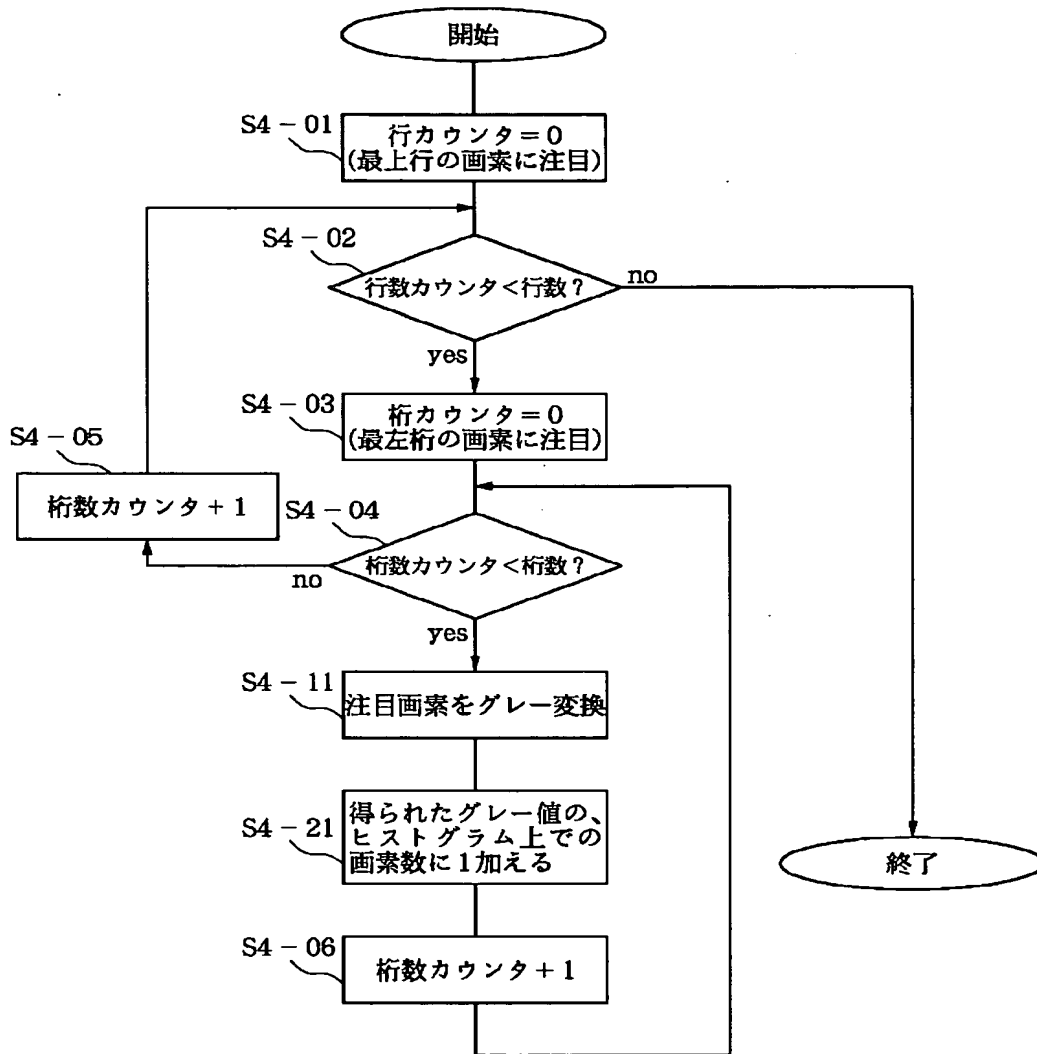 開始
S4-01
行カウンタ=0
(最上行の画素に注目)
S4-02
行数カウンタ<行数?
no
yes
S4-03
桁カウンタ=0
(最左桁の画素に注目)
S4-05
桁数カウンタ+1
S4-04
桁数カウンタ<桁数?
no
yes
S4-11
注目画素をグレー変換
S4-21
得られたグレー値の、
ヒストグラム上での
画素数に1加える
終了
S4-06
桁数カウンタ+1